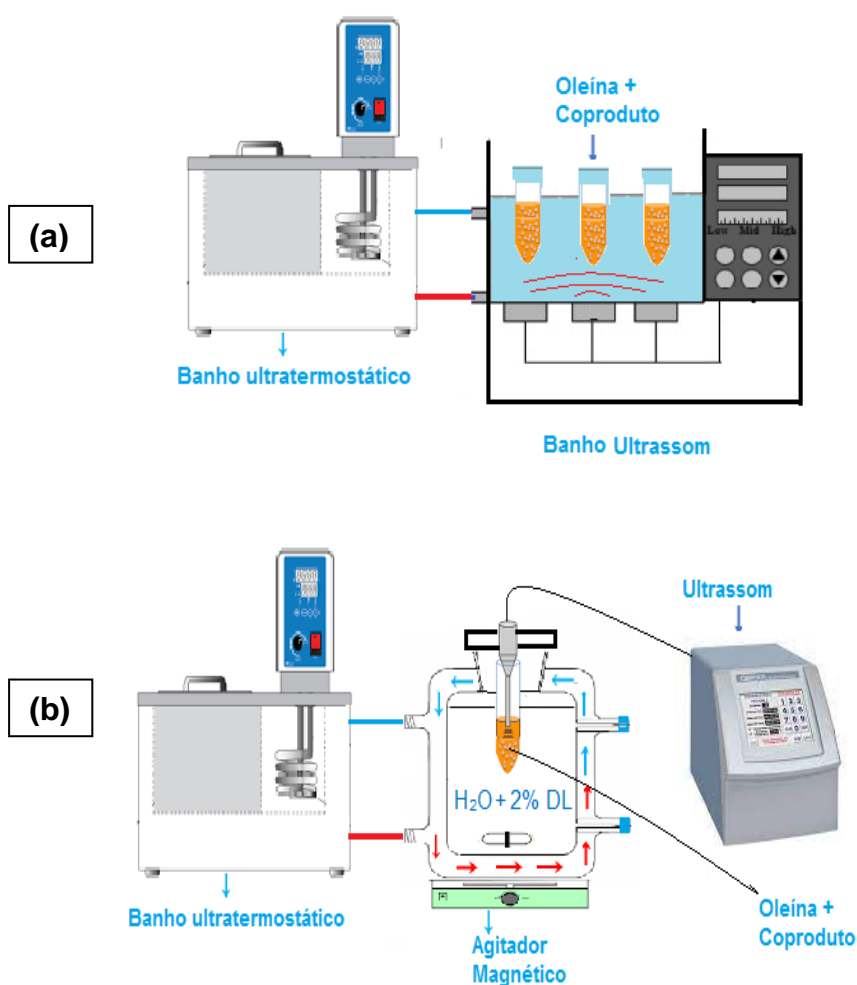 Oleína +
Coproduto
(a)
Low Mid High
Banho ultratermostático
Banho Ultrassom
Ultrassom
(b)
H₂O + 2% DL
Banho ultratermostático
Agitador
Magnético
Oleína +
Coproduto